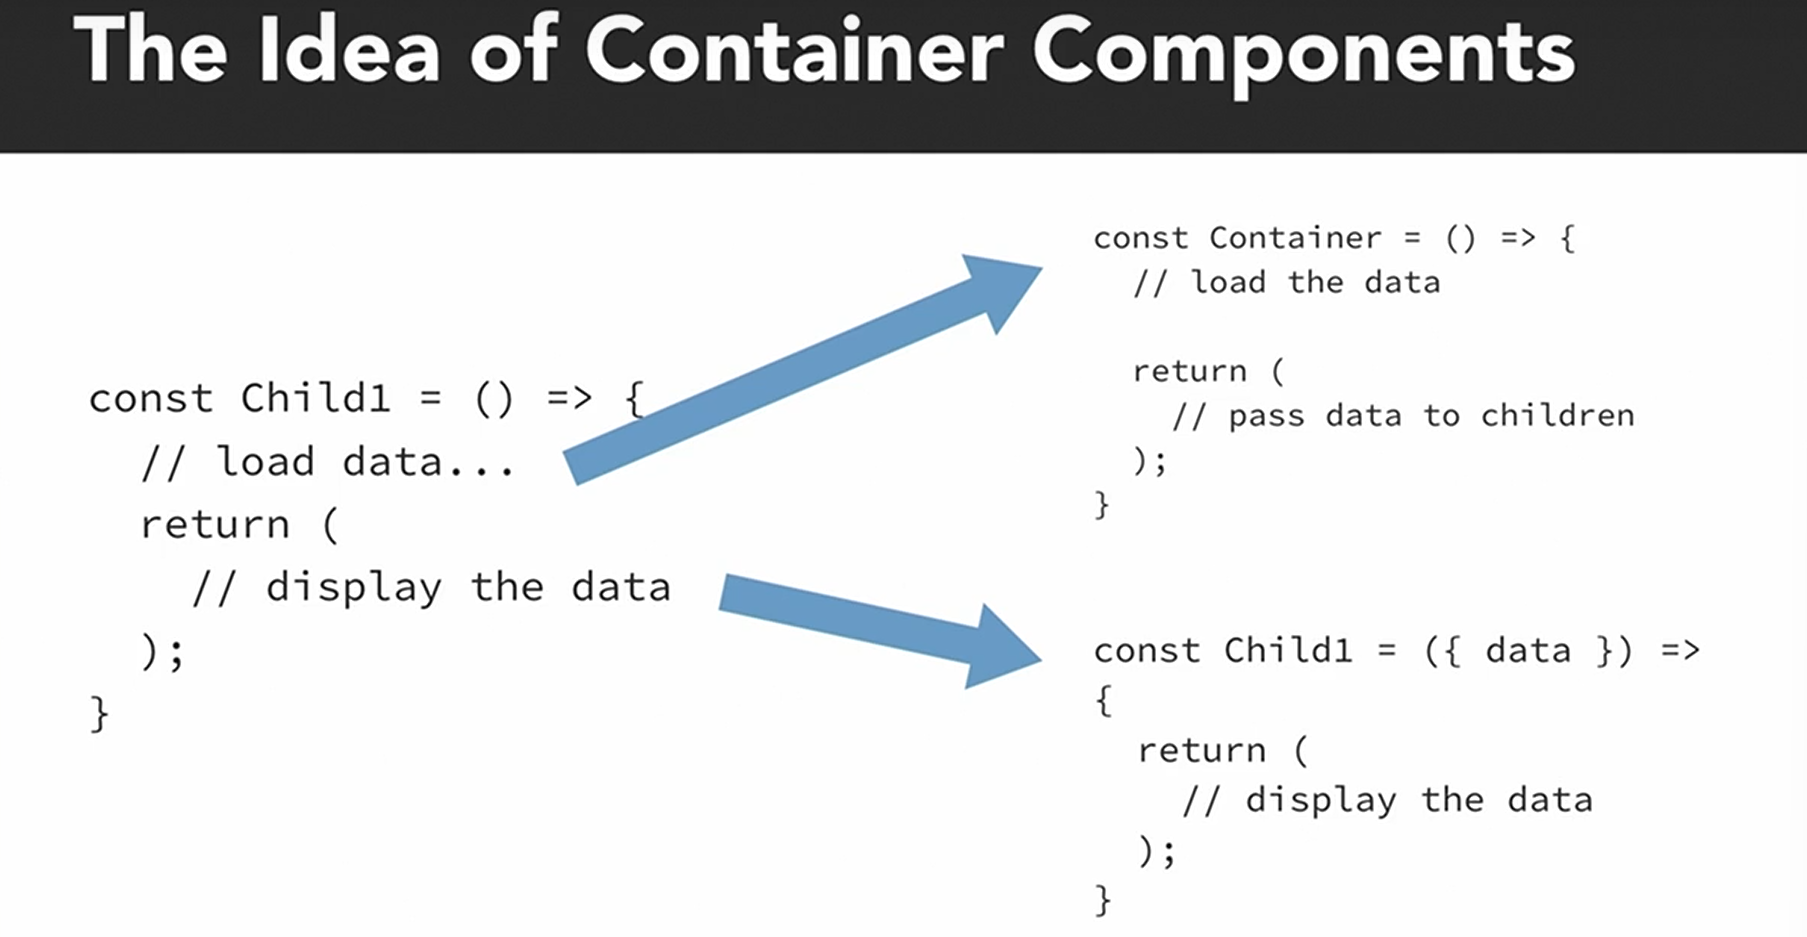 The Idea of Container Components
const Child1 = () => {
// load data...
return (
// display the data
);
}
const Container = () => {
// load the data
return (
// pass data to children
);
}
const Child1 = ({ data }) =>
{
return (
// display the data
);
}